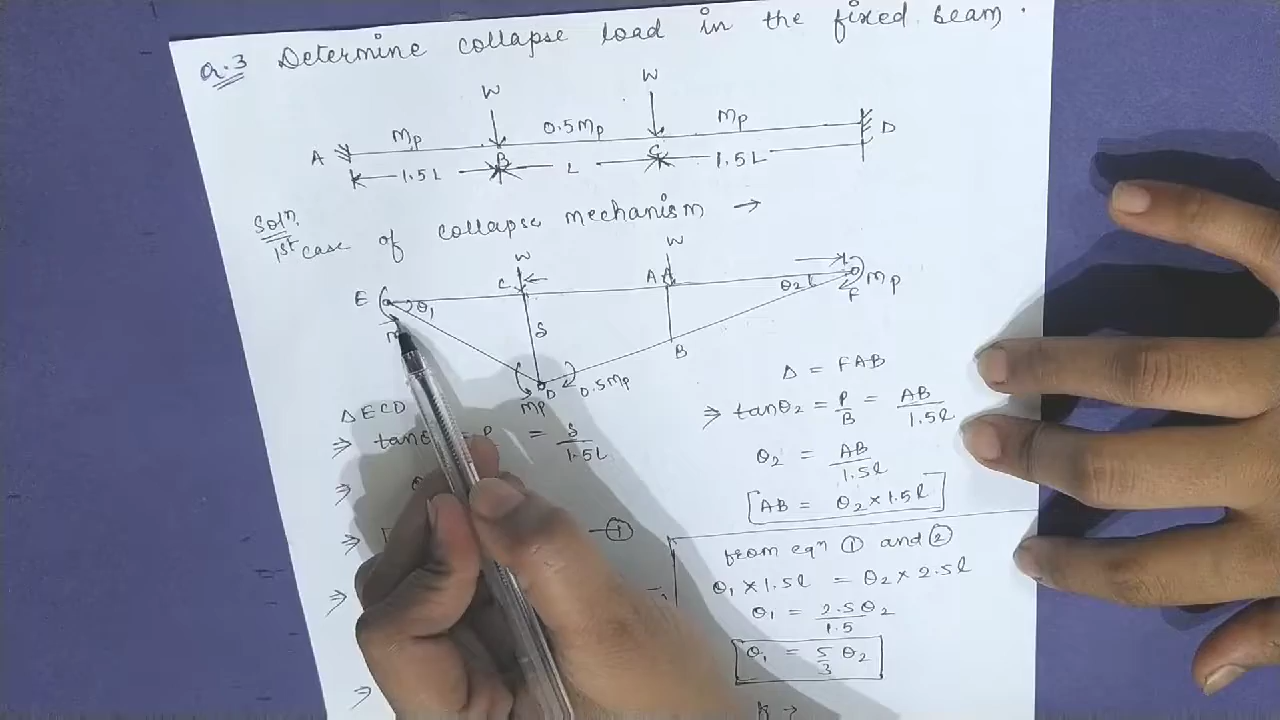 Q.3 Determine collapse load in the fixed beam.
W W
Mp 0.5Mp Mp
A B C D
1.5L L 1.5L
Solⁿ.
1st case of collapse mechanism →
W W
E θ₁ C A θ₂ F Mp
δ
B
D 0.5Mp
Mp
Δ ECD
⇒ = δ/1.5L
⇒
⇒ — ①
⇒
⇒
Δ = FAB
⇒ tanθ₂ = P/B = AB/1.5l
θ₂ = AB/1.5l
[AB = θ₂ × 1.5l]
from eqⁿ ① and ②
θ₁ × 1.5l = θ₂ × 2.5l
θ₁ = 2.5θ₂/1.5
θ₁ = 5/3 θ₂